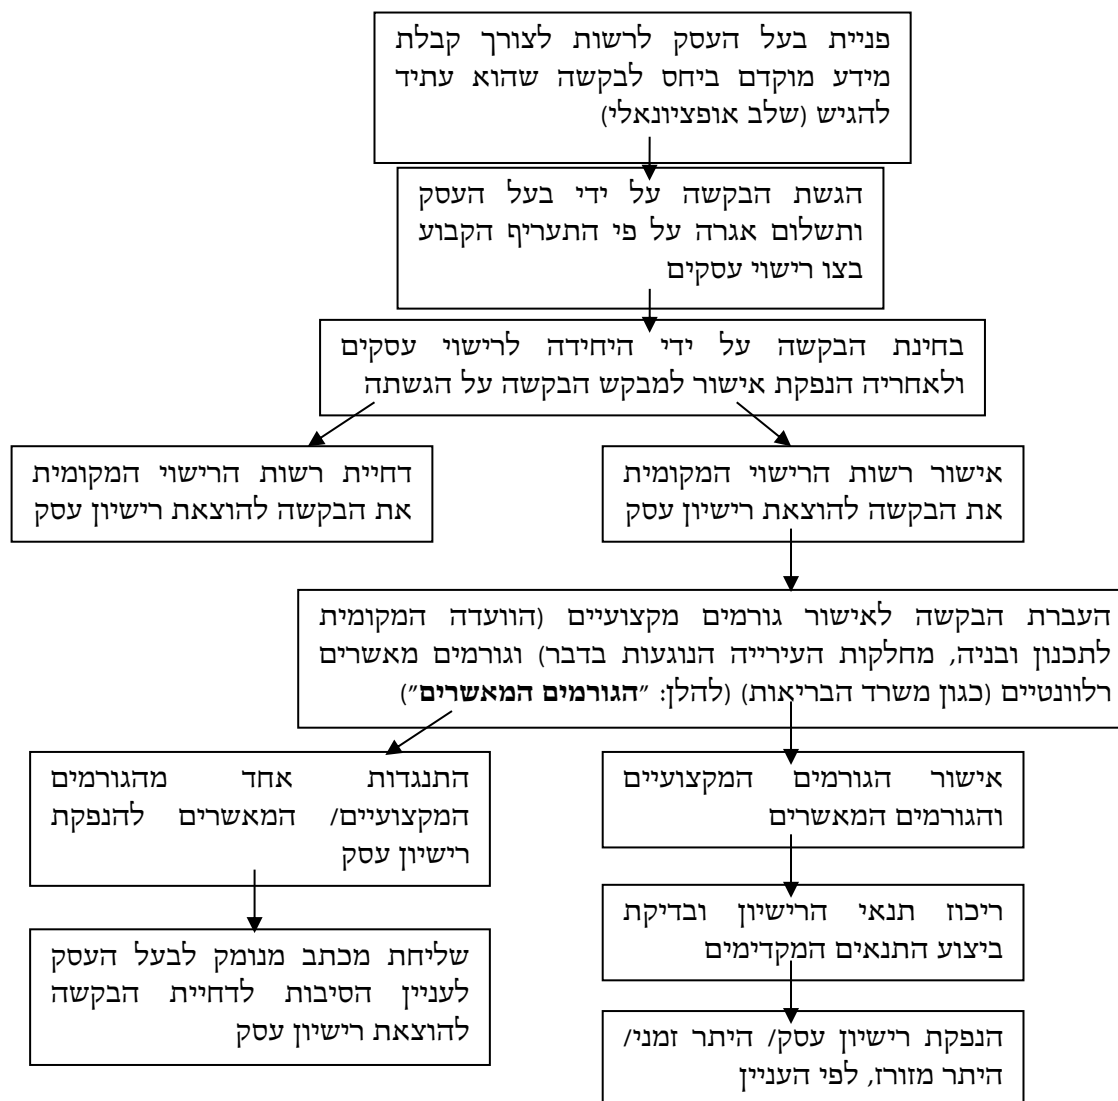 פניית בעל העסק לרשות לצורך קבלת
מידע מוקדם ביחס לבקשה שהוא עתיד
להגיש (שלב אופציונאלי)
הגשת הבקשה על ידי בעל העסק
ותשלום אגרה על פי התעריף הקבוע
בצו רישוי עסקים
בחינת הבקשה על ידי היחידה לרישוי עסקים
ולאחריה הנפקת אישור למבקש הבקשה על הגשתה
אישור רשות הרישוי המקומית
את הבקשה להוצאת רישיון עסק
דחיית רשות הרישוי המקומית
את הבקשה להוצאת רישיון עסק
העברת הבקשה לאישור גורמים מקצועיים (הוועדה המקומית
לתכנון ובניה, מחלקות העירייה הנוגעות בדבר) וגורמים מאשרים
רלוונטיים (כגון משרד הבריאות) (להלן: "הגורמים המאשרים")
אישור הגורמים המקצועיים
והגורמים המאשרים
התנגדות אחד מהגורמים
המקצועיים/ המאשרים להנפקת
רישיון עסק
ריכוז תנאי הרישיון ובדיקת
ביצוע התנאים המקדימים
שליחת מכתב מנומק לבעל העסק
לעניין הסיבות לדחיית הבקשה
להוצאת רישיון עסק
הנפקת רישיון עסק/ היתר זמני/
היתר מזורז, לפי העניין